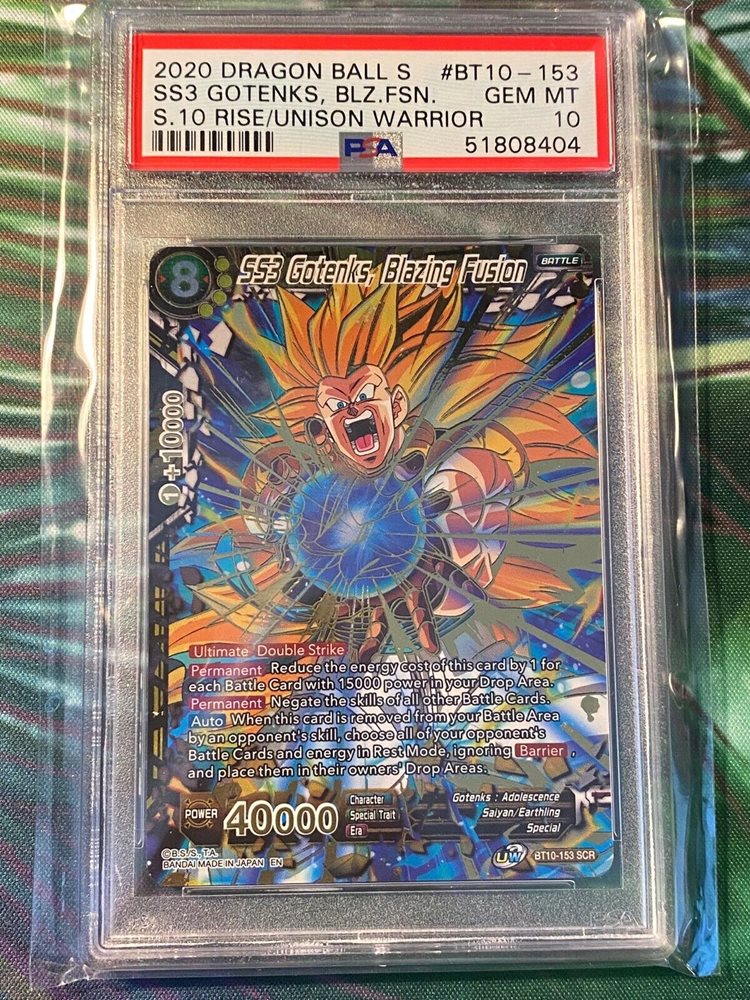 2020 DRAGON BALL S #BT10-153
SS3 GOTENKS, BLZ.FSN. GEM MT
S.10 RISE/UNISON WARRIOR 10
PSA 51808404
8 SS3 Gotenks, Blazing Fusion BATTLE
1 +10000
Ultimate Double Strike
Permanent Reduce the energy cost of this card by 1 for
each Battle Card with 15000 power in your Drop Area.
Permanent Negate the skills of all other Battle Cards.
Auto When this card is removed from your Battle Area
by an opponent's skill, choose all of your opponent's
Battle Cards and energy in Rest Mode, ignoring Barrier ,
and place them in their owners' Drop Areas.
POWER 40000
Character Gotenks : Adolescence
Special Trait Saiyan/Earthling
Era Special
©B.S./S., T.A.
BANDAI MADE IN JAPAN EN
UW BT10-153 SCR
PSA